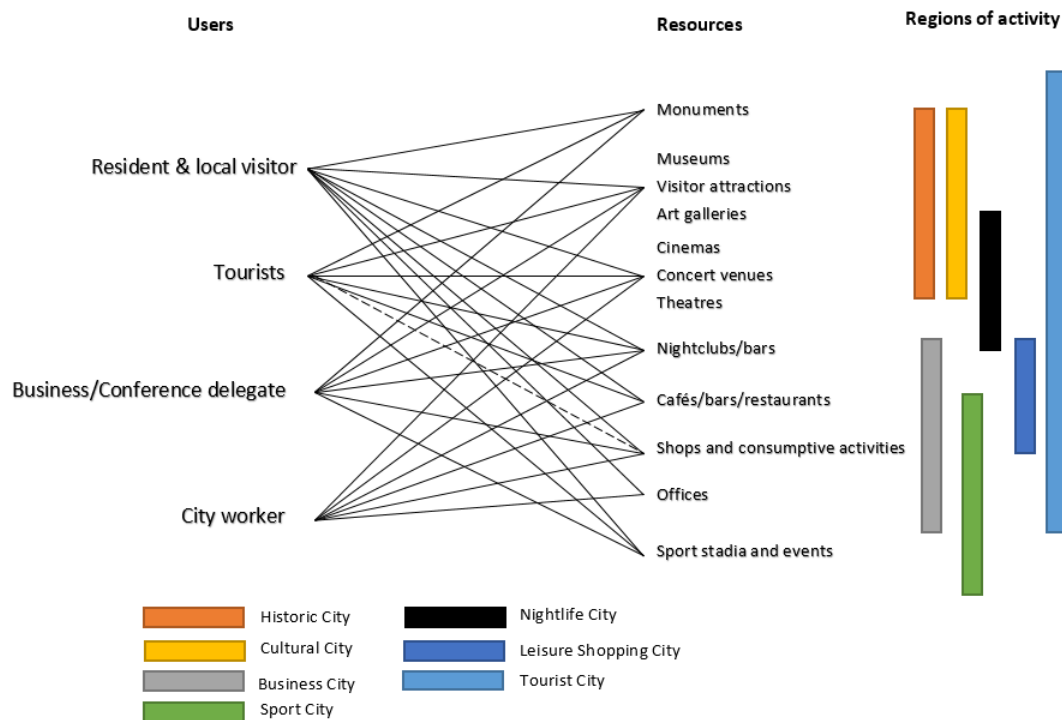 Users
Resources
Regions of activity
Monuments
Resident & local visitor
Museums
Visitor attractions
Art galleries
Cinemas
Tourists
Concert venues
Theatres
Nightclubs/bars
Business/Conference delegate
Cafés/bars/restaurants
Shops and consumptive activities
Offices
City worker
Sport stadia and events
Historic City
Nightlife City
Cultural City
Leisure Shopping City
Business City
Tourist City
Sport City